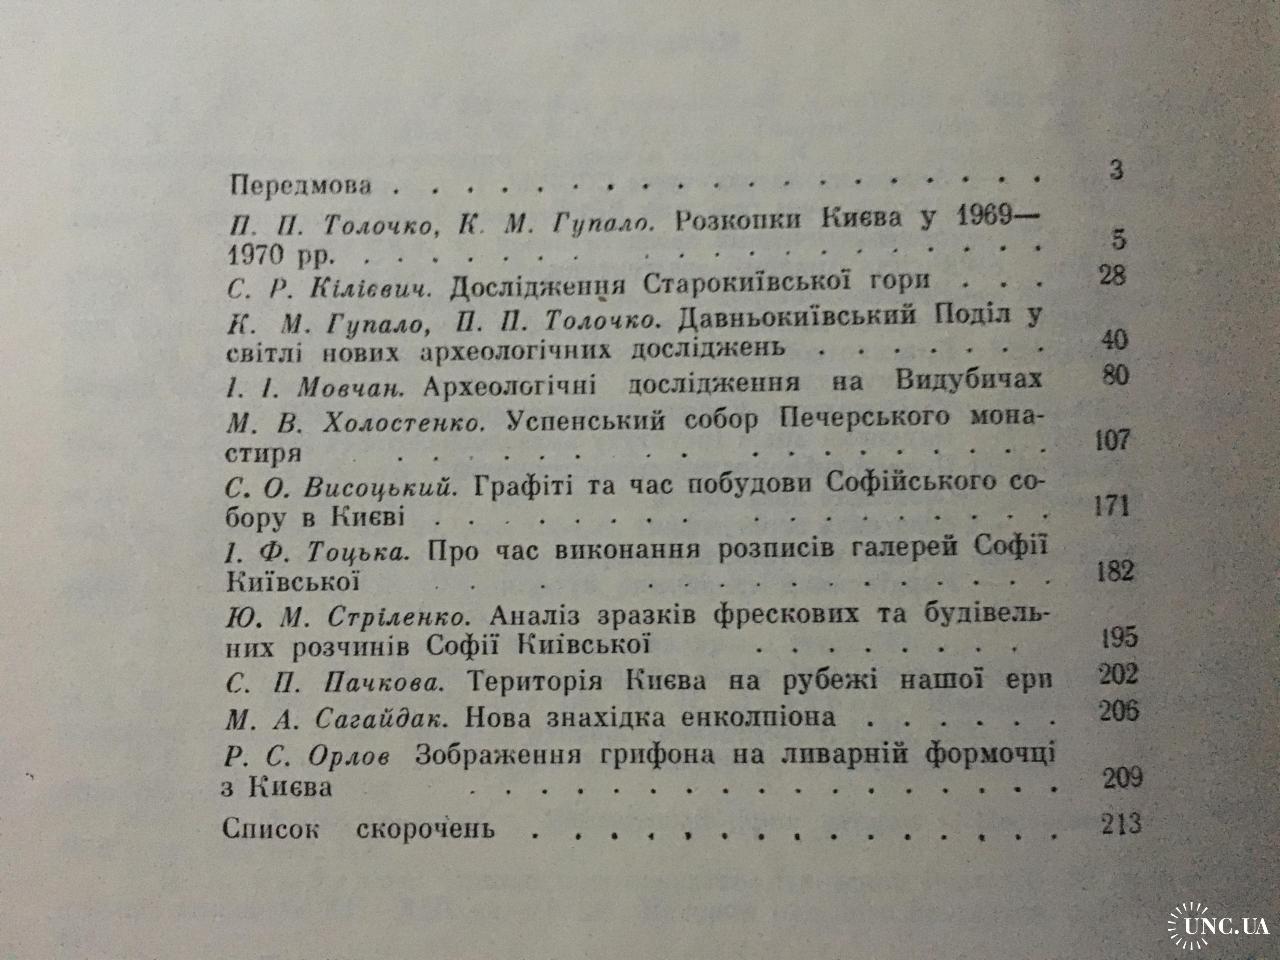 Передмова . . . . . . . . . . . . . . . . . 3
П. П. Толочко, К. М. Гупало. Розкопки Києва у 1969—
1970 рр. . . . . . . . . . . . . . . . . . 5
С. Р. Кілієвич. Дослідження Старокиївської гори . . . 28
К. М. Гупало, П. П. Толочко. Давньокиївський Поділ у
світлі нових археологічних досліджень . . . . . . . 40
І. І. Мовчан. Археологічні дослідження на Видубичах 80
М. В. Холостенко. Успенський собор Печерського мона-
стиря . . . . . . . . . . . . . . . . 107
С. О. Висоцький. Графіті та час побудови Софійського со-
бору в Києві . . . . . . . . . . . . . . . 171
І. Ф. Тоцька. Про час виконання розписів галерей Софії
Київської . . . . . . . . . . . . . . . 182
Ю. М. Стріленко. Аналіз зразків фрескових та будівель-
них розчинів Софії Київської . . . . . . . . 195
С. П. Пачкова. Територія Києва на рубежі нашої ери 202
М. А. Сагайдак. Нова знахідка енколпіона . . . . . . 206
Р. С. Орлов Зображення грифона на ливарній формочці
з Києва . . . . . . . . . . . . . . . . . 209
Список скорочень . . . . . . . . . . . . . . 213
UNC.UA